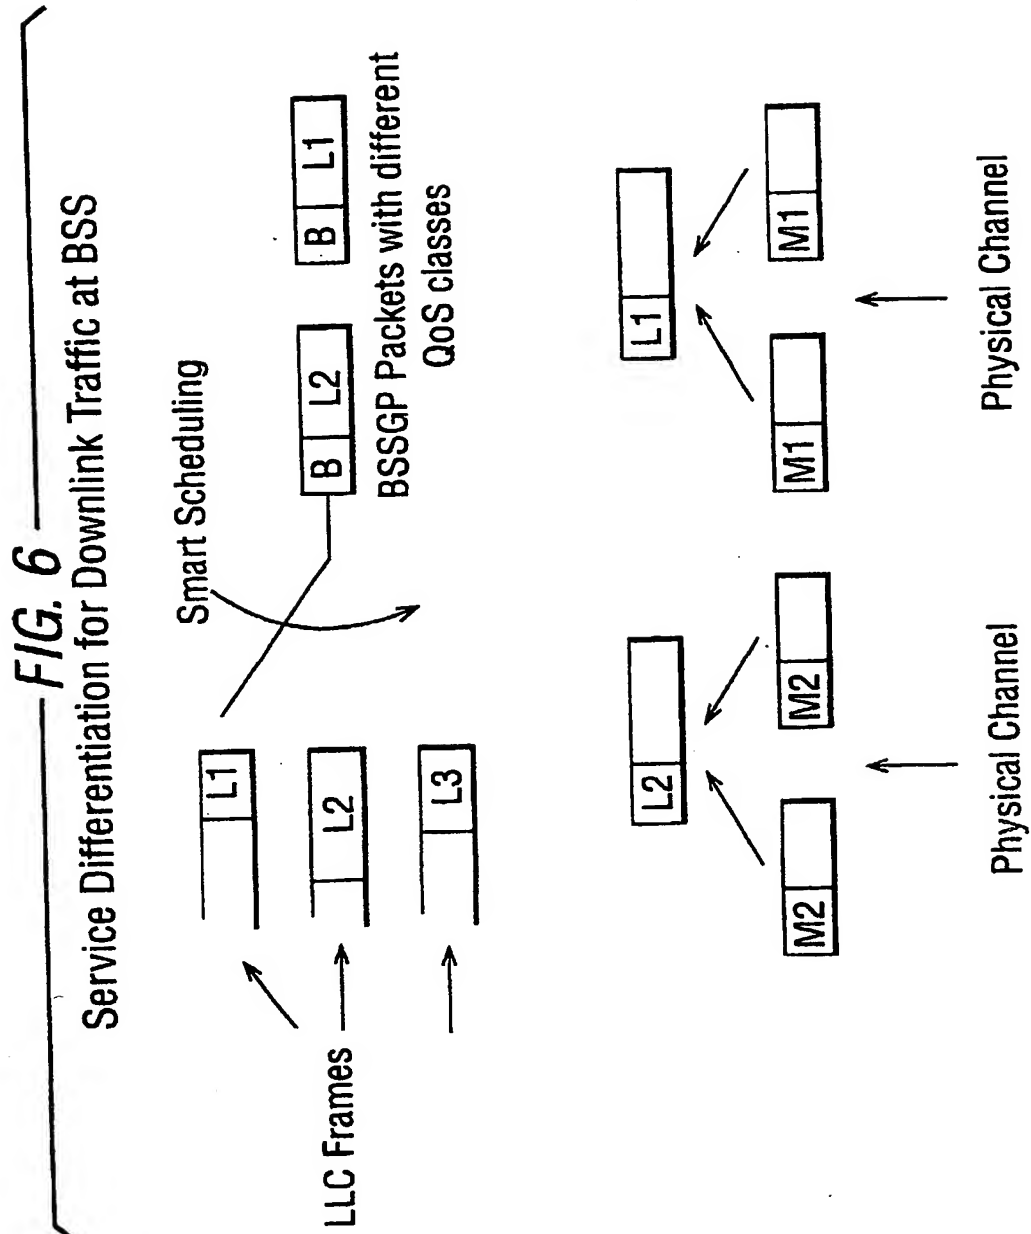 FIG. 6
Service Differentiation for Downlink Traffic at BSS
Smart Scheduling
LLC Frames
L1
L2
L3
B L2
B L1
BSSGP Packets with different
QoS classes
L2
M2
M2
Physical Channel
L1
M1
M1
Physical Channel